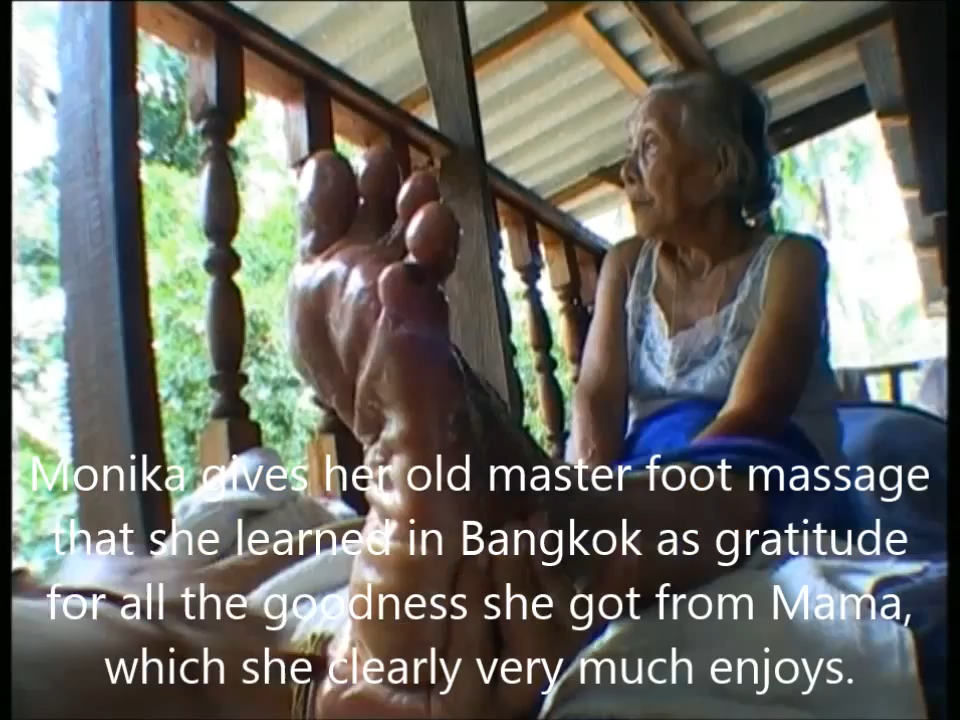 Monika gives her old master foot massage
that she learned in Bangkok as gratitude
for all the goodness she got from Mama,
which she clearly very much enjoys.